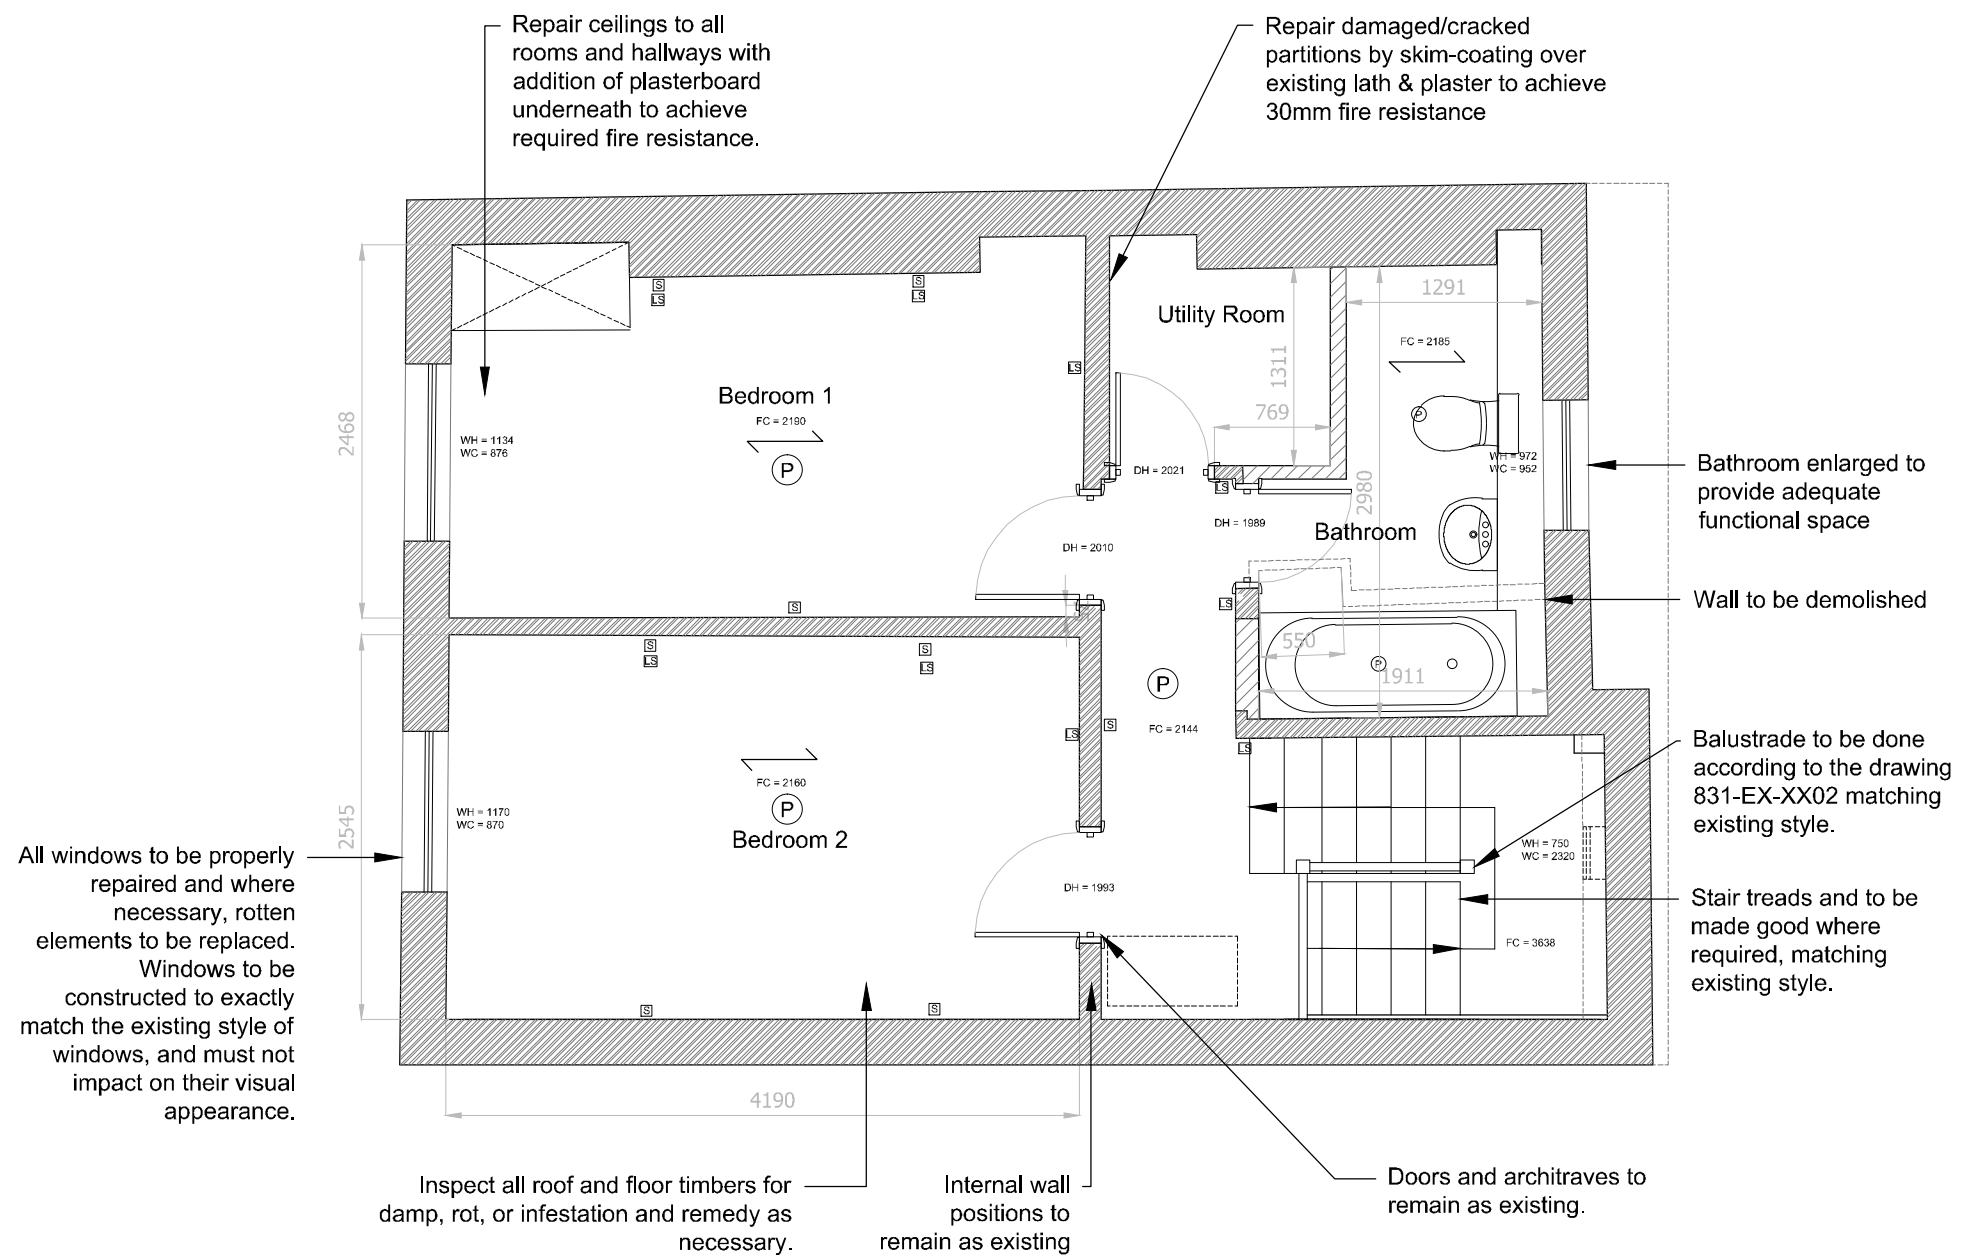 Repair ceilings to all
rooms and hallways with
addition of plasterboard
underneath to achieve
required fire resistance.
Repair damaged/cracked
partitions by skim-coating over
existing lath & plaster to achieve
30mm fire resistance
S
LS
S
LS
Utility Room
1291
FC = 2185
1311
LS
Bedroom 1
FC = 2190
P
2468
WH = 1134
WC = 876
769
P
DH = 2021
LS
WH = 972
WC = 952
Bathroom enlarged to
provide adequate
functional space
2980
DH = 1989
Bathroom
DH = 2010
S
LS
Wall to be demolished
S
LS
S
LS
550
P
1911
P
FC = 2144
LS
S
LS
FC = 2160
P
Bedroom 2
WH = 1170
WC = 870
2545
Balustrade to be done
according to the drawing
831-EX-XX02 matching
existing style.
WH = 750
WC = 2320
All windows to be properly
repaired and where
necessary, rotten
elements to be replaced.
Windows to be
constructed to exactly
match the existing style of
windows, and must not
impact on their visual
appearance.
DH = 1993
Stair treads and to be
made good where
required, matching
existing style.
FC = 3638
S
S
4190
Inspect all roof and floor timbers for
damp, rot, or infestation and remedy as
necessary.
Internal wall
positions to
remain as existing
Doors and architraves to
remain as existing.